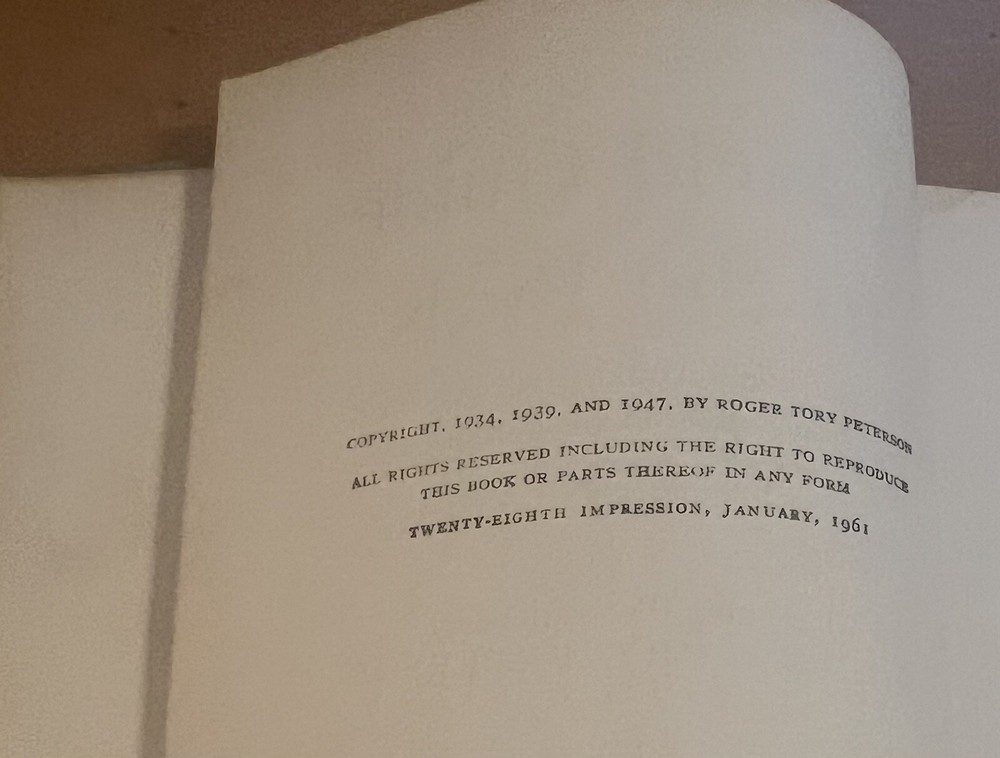 COPYRIGHT, 1934, 1939, AND 1947, BY ROGER TORY PETERSON
ALL RIGHTS RESERVED INCLUDING THE RIGHT TO REPRODUCE
THIS BOOK OR PARTS THEREOF IN ANY FORM
TWENTY-EIGHTH IMPRESSION, JANUARY, 1961